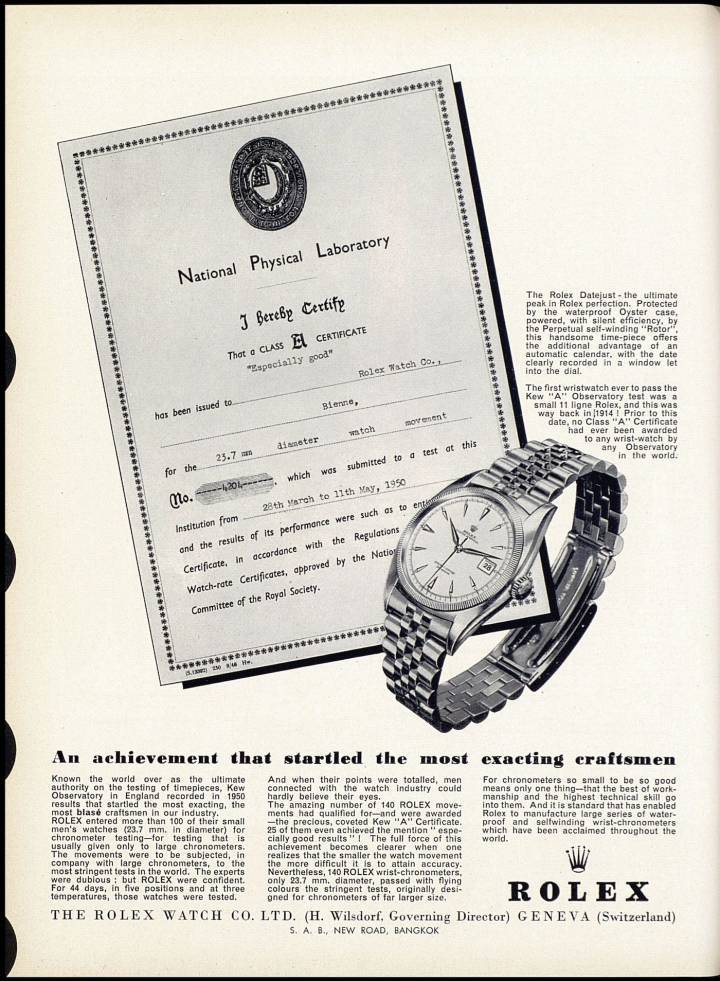 National Physical Laboratory
I hereby Certify
That a CLASS A CERTIFICATE
"Especially good"
has been issued to Rolex Watch Co.,
Bienne,
for the 23.7 mm diameter watch movement
No. 4204 , which was submitted to a test at this
Institution from 28th March to 11th May, 1950
and the results of its performance were such as to
Certificate, in accordance with the Regulations
Watch-rate Certificates, approved by the
Committee of the Royal Society.
The Rolex Datejust - the ultimate
peak in Rolex perfection. Protected
by the waterproof Oyster case,
powered, with silent efficiency, by
the Perpetual self-winding "Rotor",
this handsome time-piece offers
the additional advantage of an
automatic calendar, with the date
clearly recorded in a window let
into the dial.
The first wristwatch ever to pass the
Kew "A" Observatory test was a
small 11 ligne Rolex, and this was
way back in 1914 ! Prior to this
date, no Class "A" Certificate
had ever been awarded
to any wrist-watch by
any Observatory
in the world.
ROLEX
28
An achievement that startled the most exacting craftsmen
Known the world over as the ultimate
authority on the testing of timepieces, Kew
Observatory in England recorded in 1950
results that startled the most exacting, the
most blasé craftsmen in our industry.
ROLEX entered more than 100 of their small
men's watches (23.7 mm. in diameter) for
chronometer testing—for testing that is
usually given only to large chronometers.
The movements were to be subjected, in
company with large chronometers, to the
most stringent tests in the world. The experts
were dubious ; but ROLEX were confident.
For 44 days, in five positions and at three
temperatures, those watches were tested.
And when their points were totalled, men
connected with the watch industry could
hardly believe their eyes.
The amazing number of 140 ROLEX move-
ments had qualified for—and were awarded
—the precious, coveted Kew "A" Certificate.
25 of them even achieved the mention " espe-
cially good results " ! The full force of this
achievement becomes clearer when one
realizes that the smaller the watch movement
the more difficult it is to attain accuracy.
Nevertheless, 140 ROLEX wrist-chronometers,
only 23.7 mm. diameter, passed with flying
colours the stringent tests, originally desi-
gned for chronometers of far larger size.
For chronometers so small to be so good
means only one thing—that the best of work-
manship and the highest technical skill go
into them. And it is standard that has enabled
Rolex to manufacture large series of water-
proof and selfwinding wrist-chronometers
which have been acclaimed throughout the
world.
ROLEX
THE ROLEX WATCH CO. LTD. (H. Wilsdorf, Governing Director) GENEVA (Switzerland)
S. A. B., NEW ROAD, BANGKOK